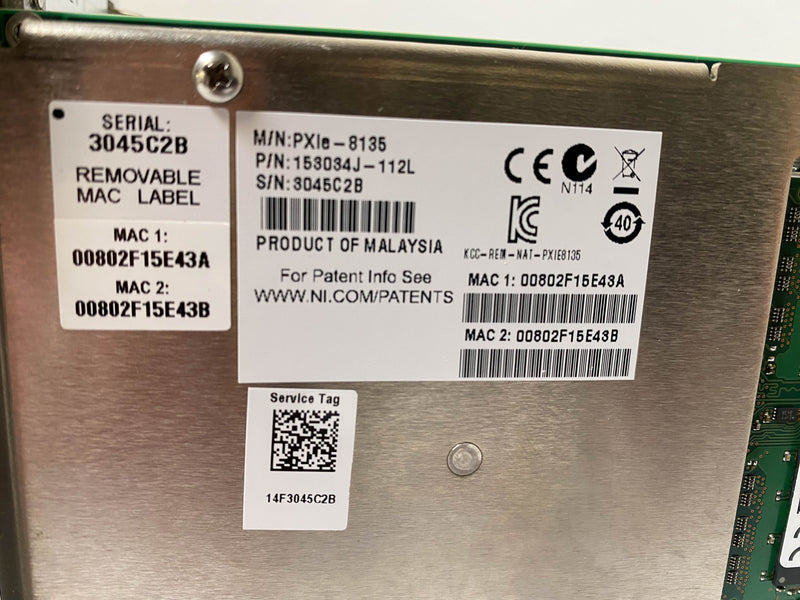 SERIAL:
3045C2B
REMOVABLE
MAC LABEL
MAC 1:
00802F15E43A
MAC 2:
00802F15E43B
M/N:PXIe-8135
P/N:153034J-112L
S/N:3045C2B
PRODUCT OF MALAYSIA
For Patent Info See
WWW.NI.COM/PATENTS
CE
N114
40
KCC-REM-NAT-PXIE8135
MAC 1: 00802F15E43A
MAC 2: 00802F15E43B
Service Tag
14F3045C2B